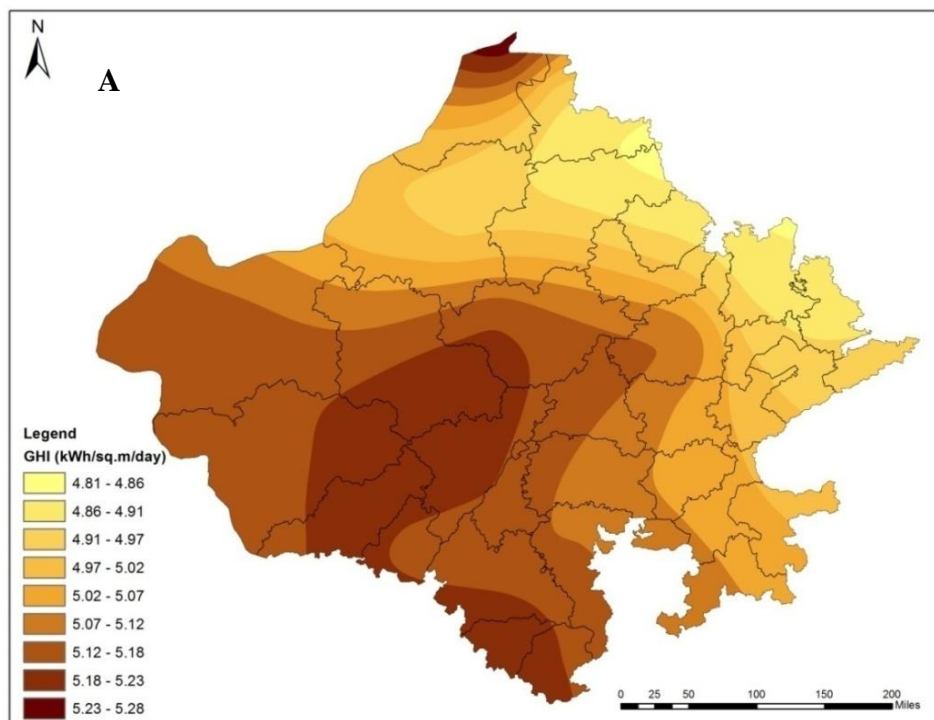 N
A
Legend
GHI (kWh/sq.m/day)
4.81 - 4.86
4.86 - 4.91
4.91 - 4.97
4.97 - 5.02
5.02 - 5.07
5.07 - 5.12
5.12 - 5.18
5.18 - 5.23
5.23 - 5.28
0 25 50 100 150 200
Miles